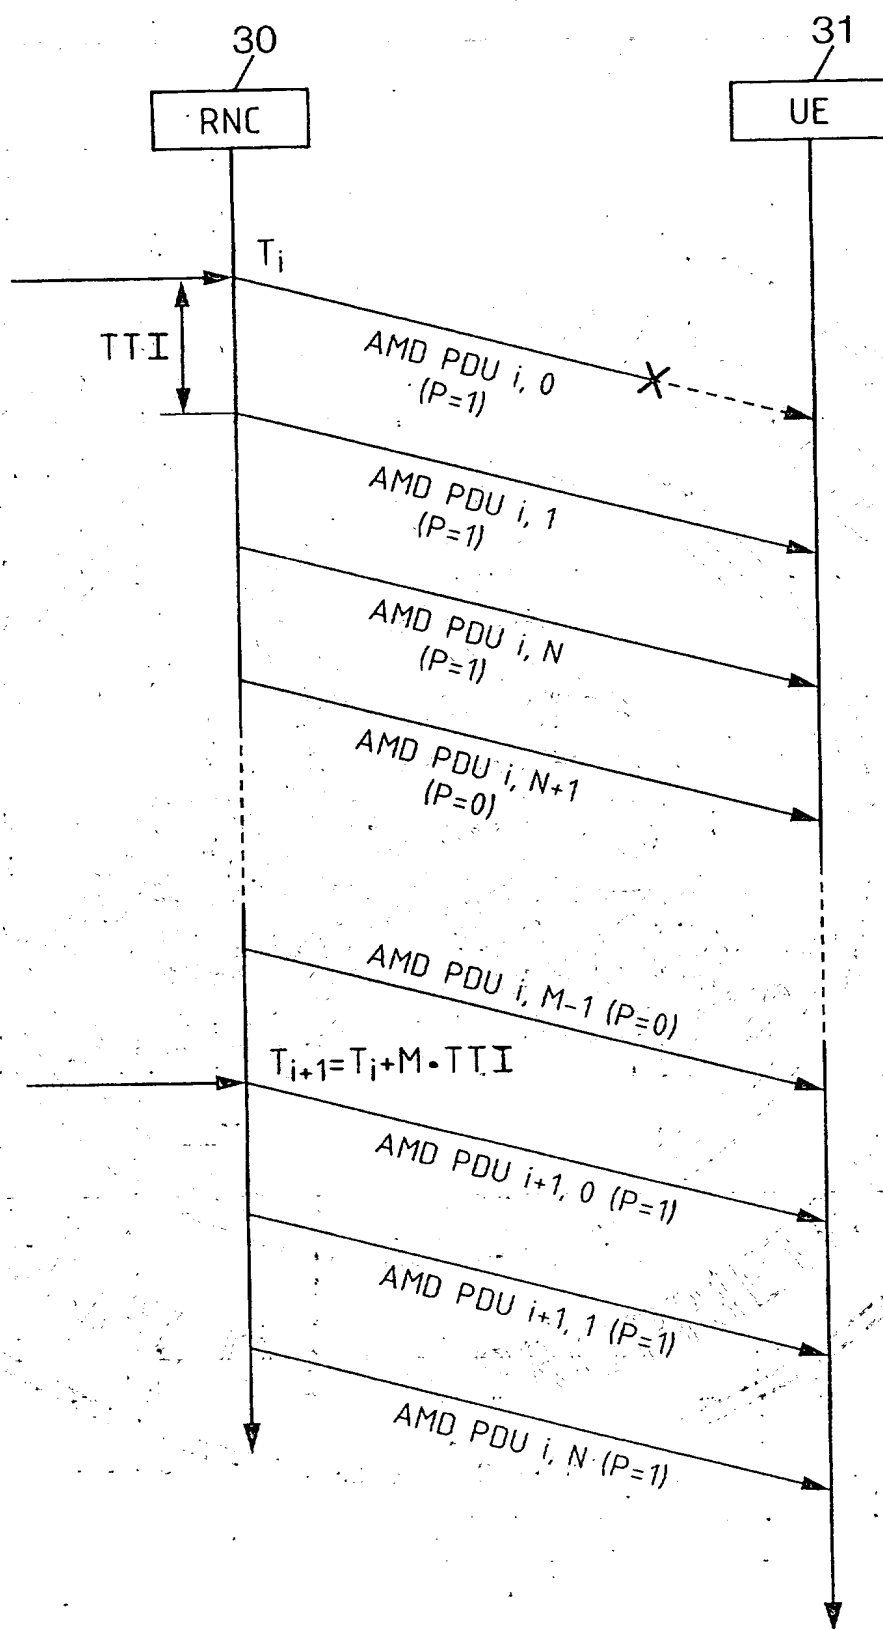 30
31
RNC
UE
Ti
TTI
AMD PDU i, 0
(P=1)
AMD PDU i, 1
(P=1)
AMD PDU i, N
(P=1)
AMD PDU i, N+1
(P=0)
AMD PDU i, M-1 (P=0)
Ti+1=Ti+M·TTI
AMD PDU i+1, 0 (P=1)
AMD PDU i+1, 1 (P=1)
AMD PDU i, N (P=1)